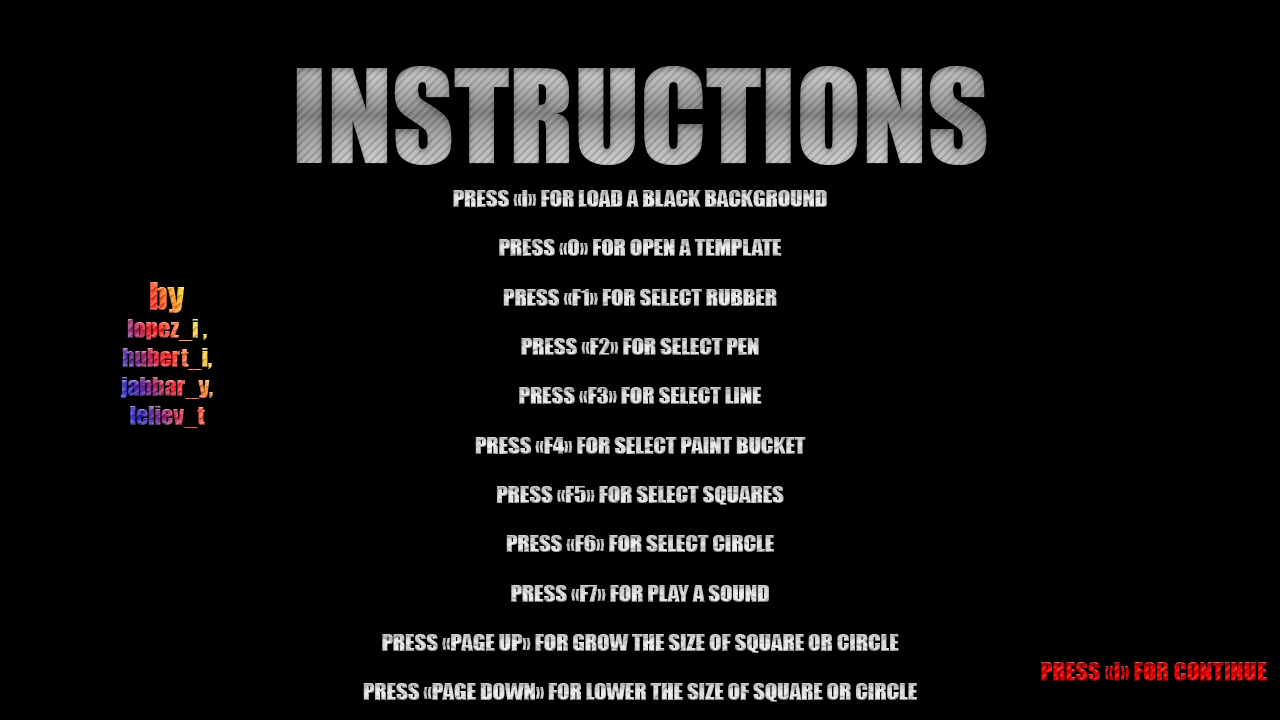 INSTRUCTIONS
PRESS «I» FOR LOAD A BLACK BACKGROUND
PRESS «O» FOR OPEN A TEMPLATE
PRESS «F1» FOR SELECT RUBBER
PRESS «F2» FOR SELECT PEN
PRESS «F3» FOR SELECT LINE
PRESS «F4» FOR SELECT PAINT BUCKET
PRESS «F5» FOR SELECT SQUARES
PRESS «F6» FOR SELECT CIRCLE
PRESS «F7» FOR PLAY A SOUND
PRESS «PAGE UP» FOR GROW THE SIZE OF SQUARE OR CIRCLE
PRESS «PAGE DOWN» FOR LOWER THE SIZE OF SQUARE OR CIRCLE
by
lopez_i ,
hubert_i,
jabbar_y,
leliev_t
PRESS «I» FOR CONTINUE